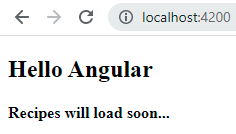 localhost:4200
Hello Angular
Recipes will load soon...